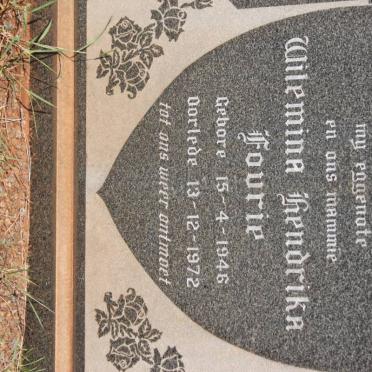 my eggenote
en ons mammie
Wilemina Hendrika
Fourie
Gebore 15-4-1946
Oorlede 13-12-1972
tot ons weer ontmoet